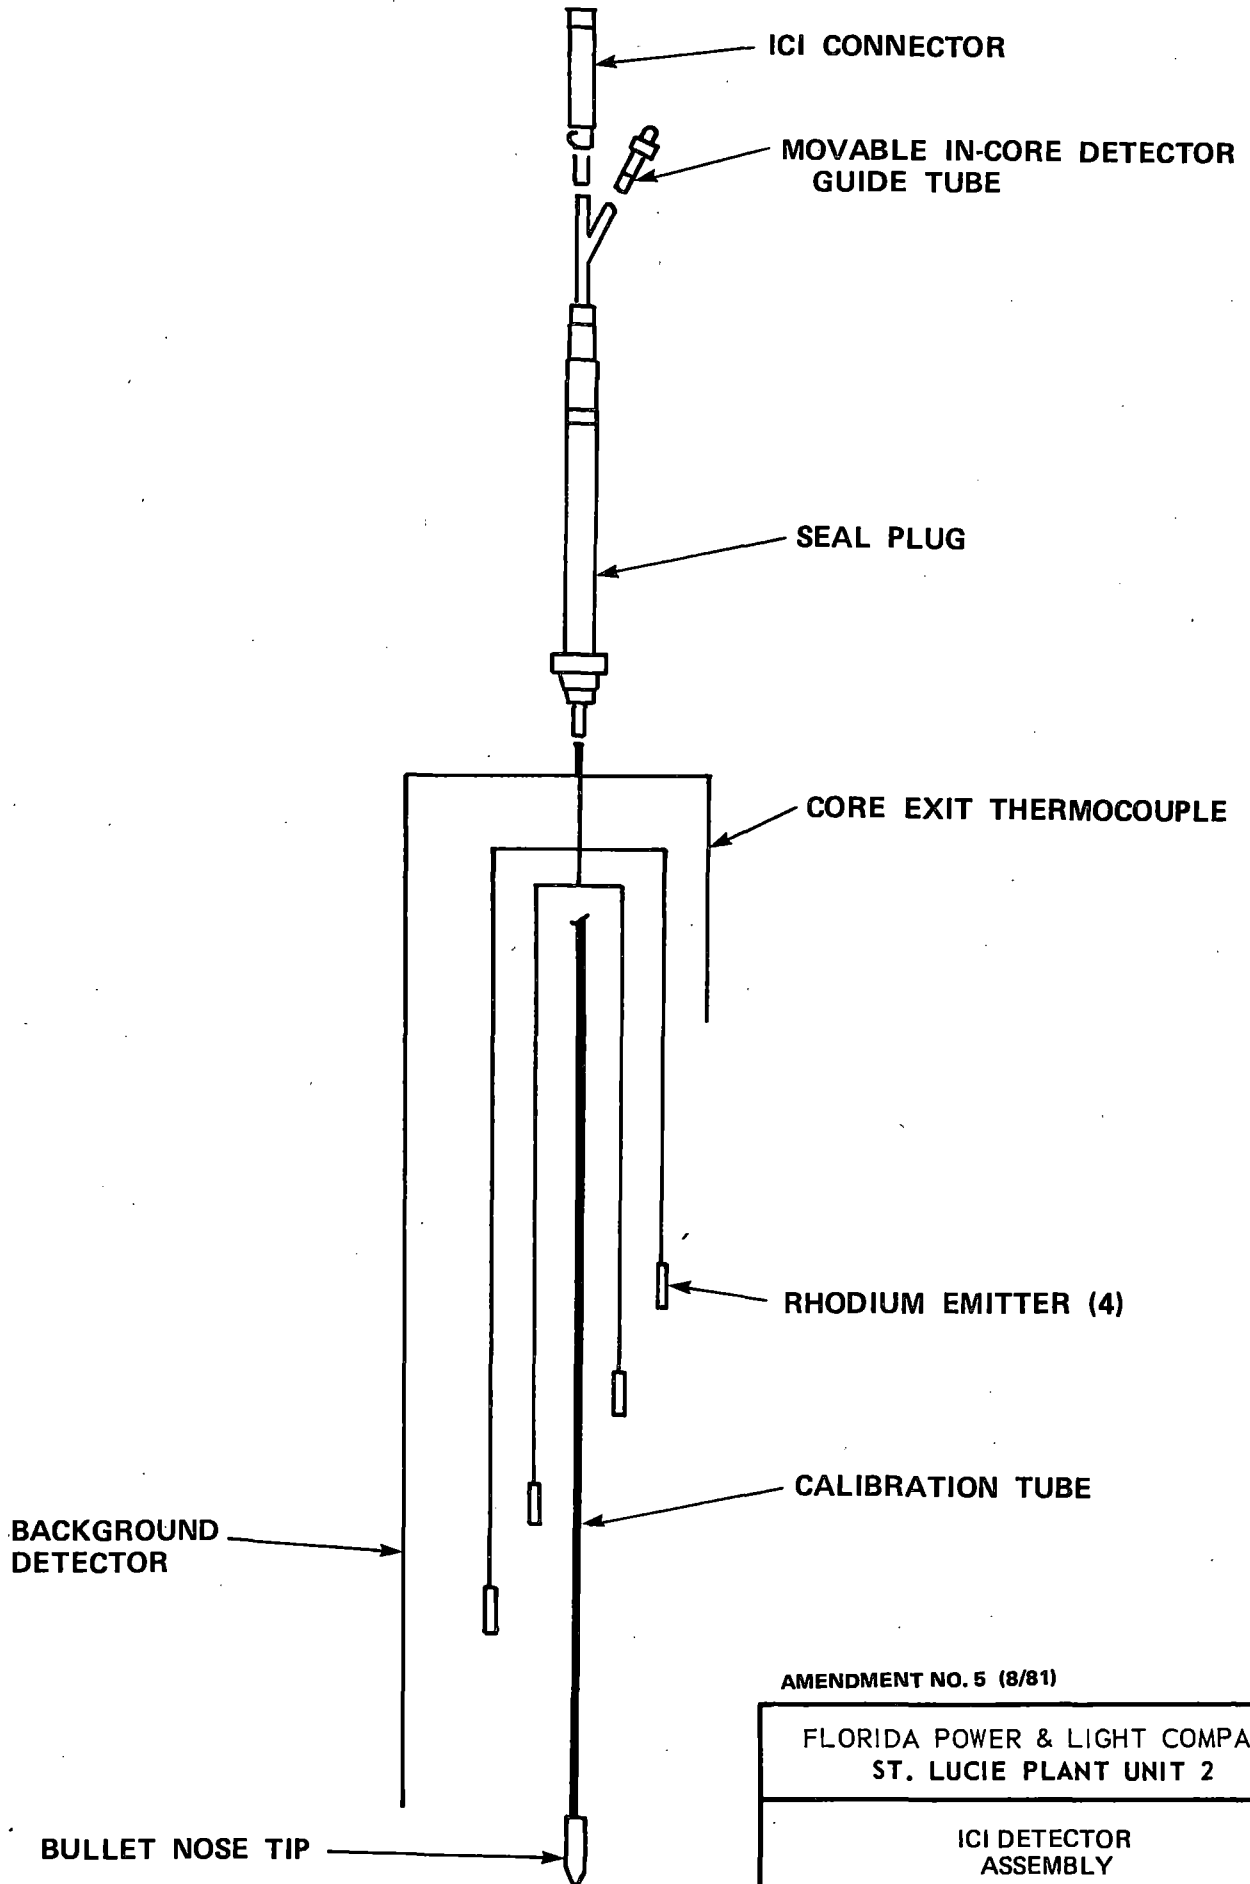 ICI CONNECTOR
MOVABLE IN-CORE DETECTOR
GUIDE TUBE
SEAL PLUG
CORE EXIT THERMOCOUPLE
RHODIUM EMITTER (4)
CALIBRATION TUBE
BACKGROUND
DETECTOR
BULLET NOSE TIP
AMENDMENT NO. 5 (8/81)
FLORIDA POWER & LIGHT COMPA
ST. LUCIE PLANT UNIT 2
ICI DETECTOR
ASSEMBLY